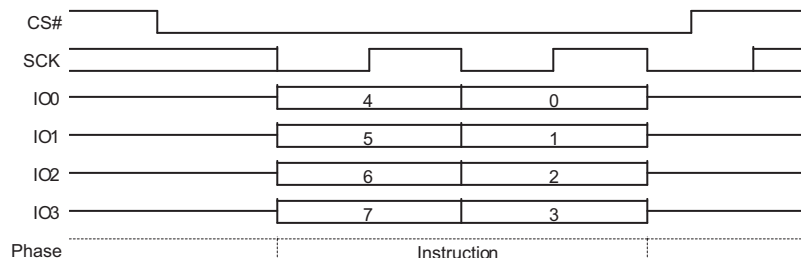 CS#
SCK
IO0 4 0
IO1 5 1
IO2 6 2
IO3 7 3
Phase Instruction